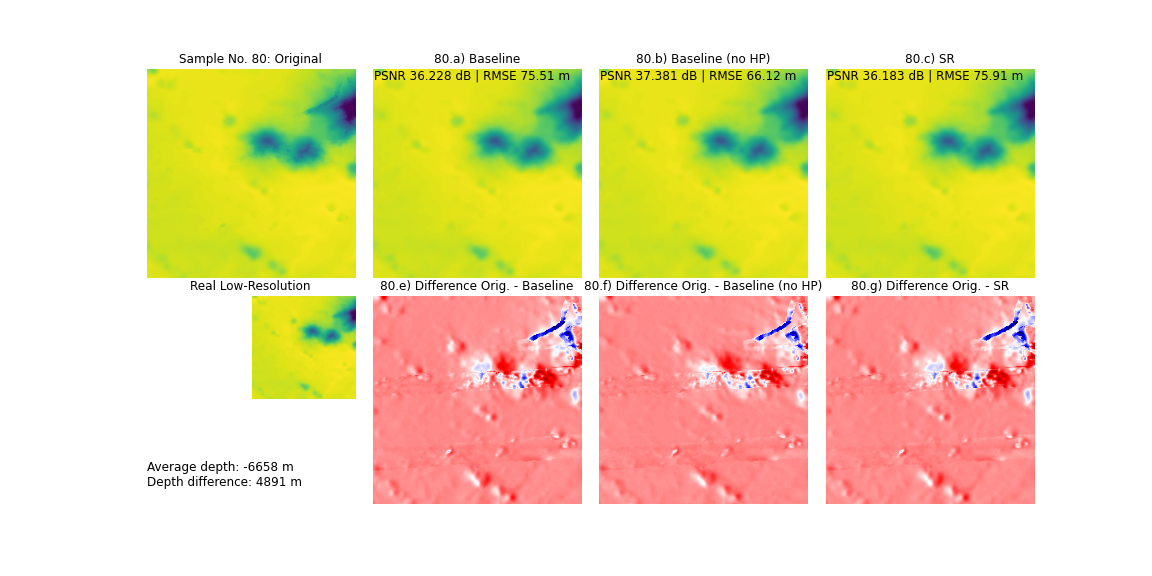 Sample No. 80: Original
80.a) Baseline
80.b) Baseline (no HP)
80.c) SR
PSNR 36.228 dB | RMSE 75.51 m
PSNR 37.381 dB | RMSE 66.12 m
PSNR 36.183 dB | RMSE 75.91 m
Real Low-Resolution
80.e) Difference Orig. - Baseline
80.f) Difference Orig. - Baseline (no HP)
80.g) Difference Orig. - SR
Average depth: -6658 m
Depth difference: 4891 m